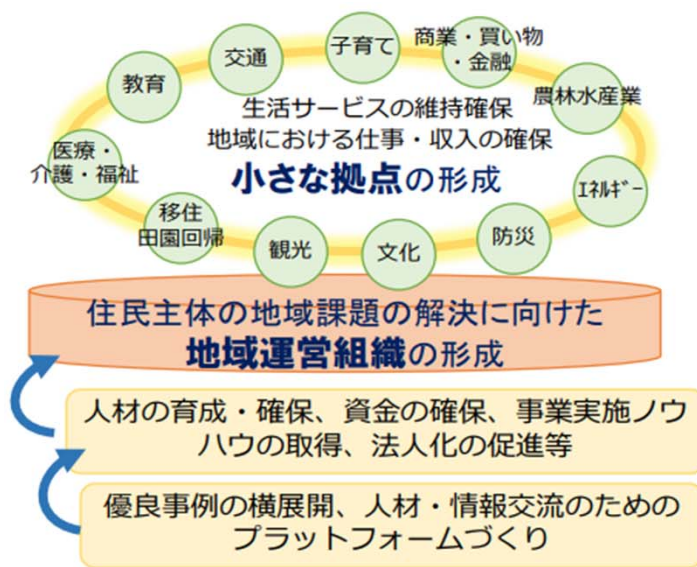 子育て
商業・買い物
・金融
交通
教育
農林水産業
生活サービスの維持確保
地域における仕事・収入の確保
小さな拠点の形成
医療・
介護・福祉
ｴﾈﾙｷﾞｰ
移住
田園回帰
観光
文化
防災
住民主体の地域課題の解決に向けた
地域運営組織の形成
人材の育成・確保、資金の確保、事業実施ノウ
ハウの取得、法人化の促進等
優良事例の横展開、人材・情報交流のための
プラットフォームづくり